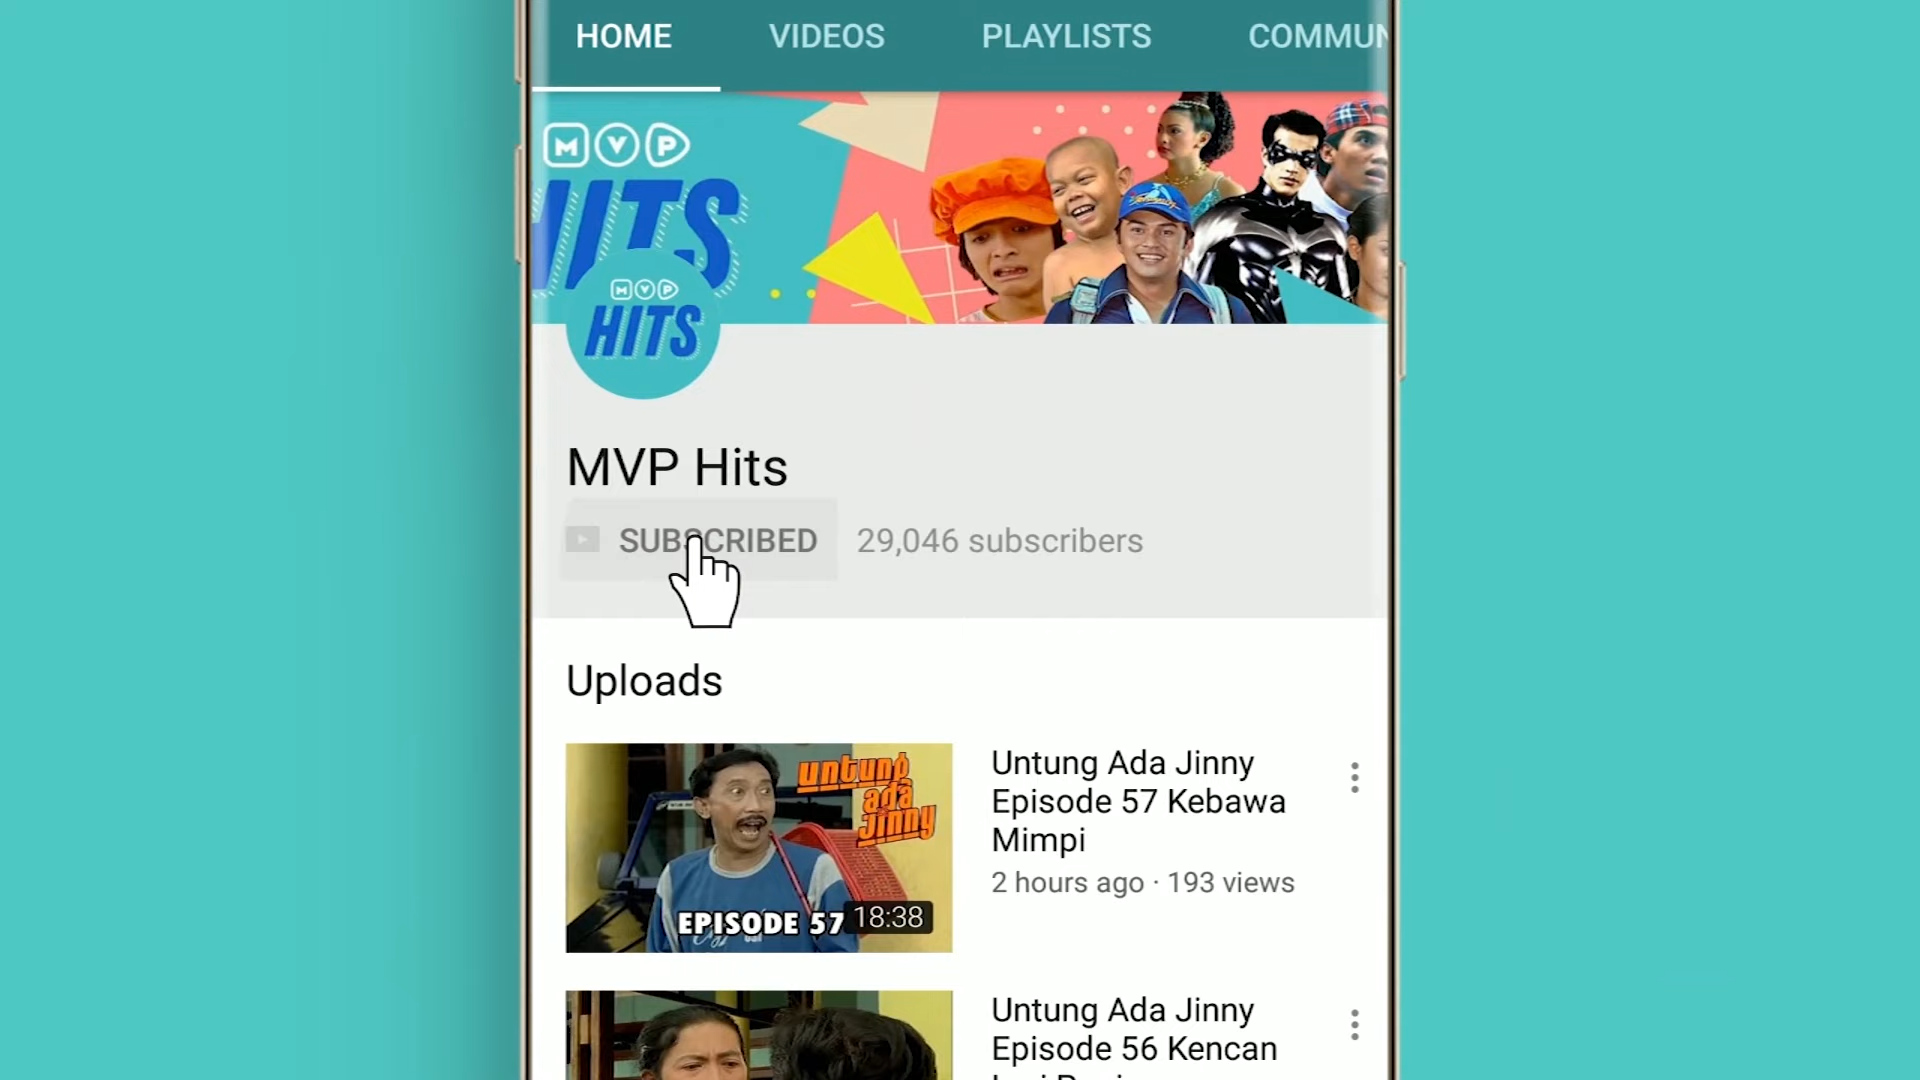 HOME VIDEOS PLAYLISTS COMMUN
MVP
HITS
MVP
HITS
MVP Hits
SUBSCRIBED 29,046 subscribers
Uploads
untung
ada
jinny
EPISODE 57 18:38
Untung Ada Jinny
Episode 57 Kebawa
Mimpi
2 hours ago · 193 views
Untung Ada Jinny
Episode 56 Kencan